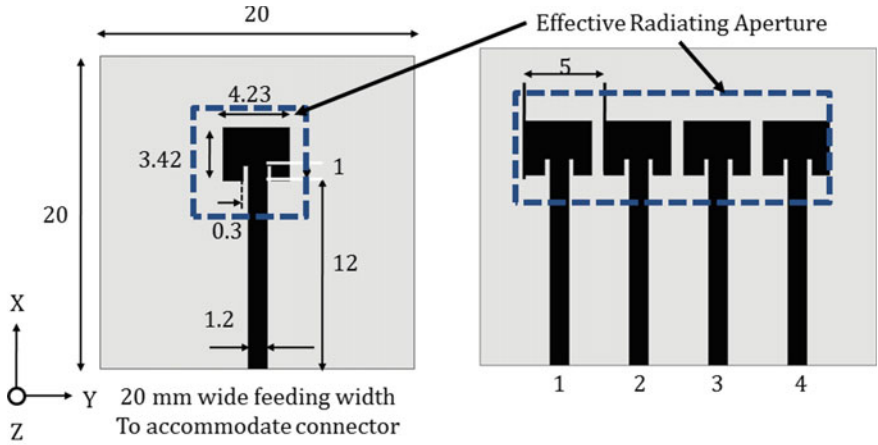 20
Effective Radiating Aperture
4.23
5
3.42
1
20
0.3
12
1.2
X
Y
Z
20 mm wide feeding width
To accommodate connector
1 2 3 4